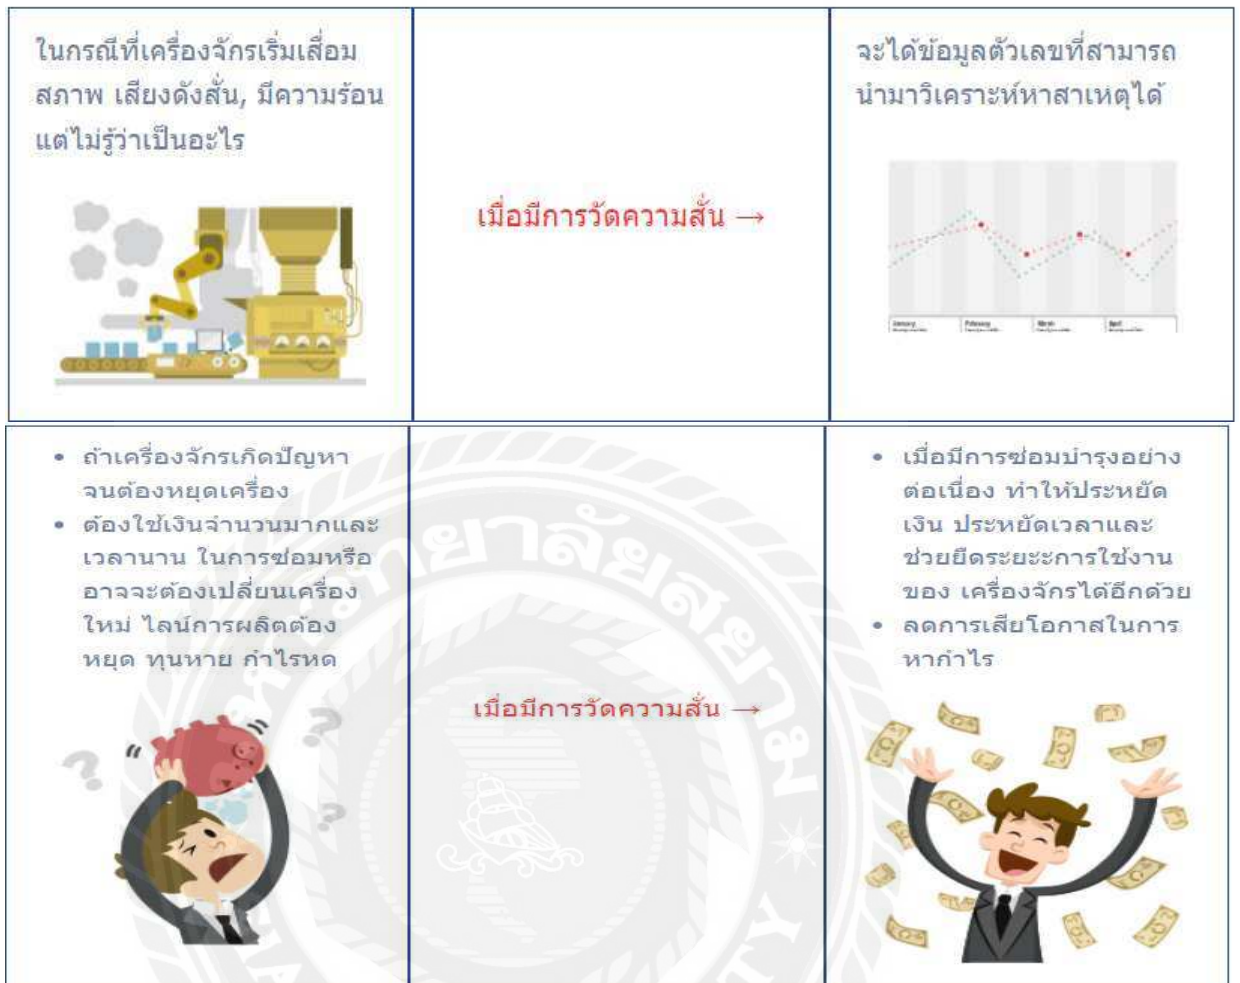 ในกรณีที่เครื่องจักรเริ่มเสื่อม
สภาพ เสียงดังสั่น, มีความร้อน
แต่ไม่รู้ว่าเป็นอะไร
เมื่อมีการวัดความสั่น →
จะได้ข้อมูลตัวเลขที่สามารถ
นำมาวิเคราะห์หาสาเหตุได้
January
February
March
April
• ถ้าเครื่องจักรเกิดปัญหา
จนต้องหยุดเครื่อง
• ต้องใช้เงินจำนวนมากและ
เวลานาน ในการซ่อมหรือ
อาจจะต้องเปลี่ยนเครื่อง
ใหม่ ไลน์การผลิตต้อง
หยุด ทุนหาย กำไรหด
เมื่อมีการวัดความสั่น →
• เมื่อมีการซ่อมบำรุงอย่าง
ต่อเนื่อง ทำให้ประหยัด
เงิน ประหยัดเวลาและ
ช่วยยืดระยะะการใช้งาน
ของ เครื่องจักรได้อีกด้วย
• ลดการเสียโอกาสในการ
หากำไร